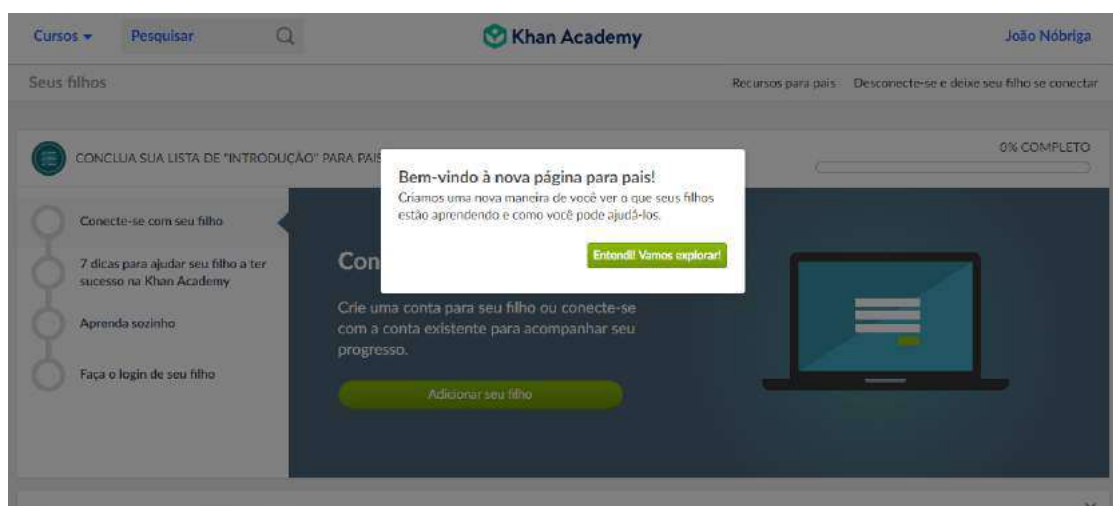 Cursos
Pesquisar
Khan Academy
João Nóbriga
Seus filhos
Recursos para pais
Desconecte-se e deixe seu filho se conectar
CONCLUA SUA LISTA DE "INTRODUÇÃO" PARA PAIS
0% COMPLETO
Bem-vindo à nova página para pais!
Criamos uma nova maneira de você ver o que seus filhos
estão aprendendo e como você pode ajudá-los.
Entendi! Vamos explorar!
Conecte-se com seu filho
7 dicas para ajudar seu filho a ter
sucesso na Khan Academy
Aprenda sozinho
Faça o login de seu filho
Con
Crie uma conta para seu filho ou conecte-se
com a conta existente para acompanhar seu
progresso.
Adicionar seu filho